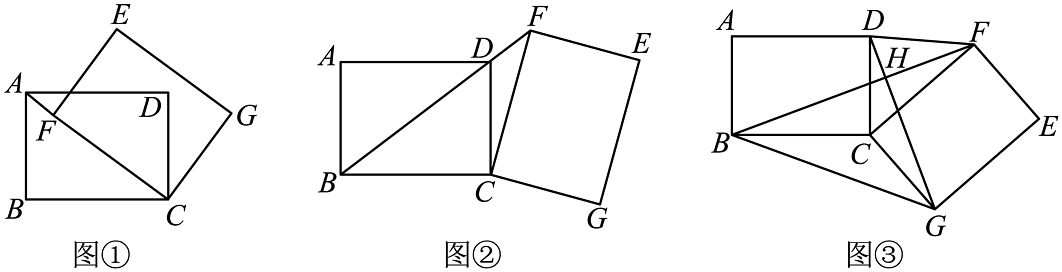 A D E F G B C
图①
A D F E B C G
图②
A D F H B C E G
图③